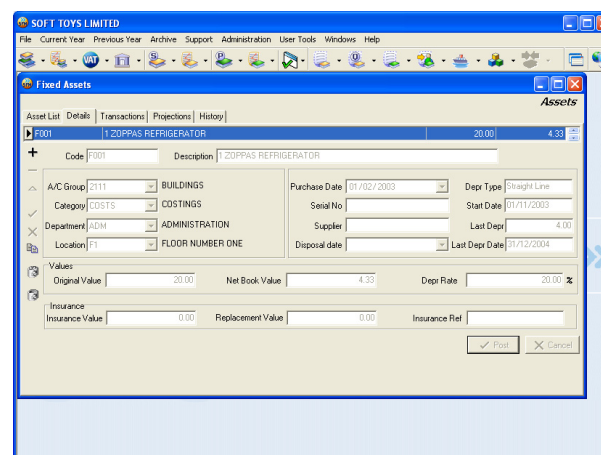 SOFT TOYS LIMITED
File Current Year Previous Year Archive Support Administration User Tools Windows Help
VAT
Fixed Assets
Assets
Asset List Details Transactions Projections History
F001 1 ZOPPAS REFRIGERATOR 20.00 4.33
Code F001 Description 1 ZOPPAS REFRIGERATOR
A/C Group 2111 BUILDINGS Purchase Date 01/02/2003 Depr Type Straight Line
Category COSTS COSTINGS Serial No Start Date 01/11/2003
Department ADM ADMINISTRATION Supplier Last Depr 4.00
Location F1 FLOOR NUMBER ONE Disposal date Last Depr Date 31/12/2004
Values
Original Value 20.00 Net Book Value 4.33 Depr Rate 20.00 %
Insurance
Insurance Value 0.00 Replacement Value 0.00 Insurance Ref
Post Cancel